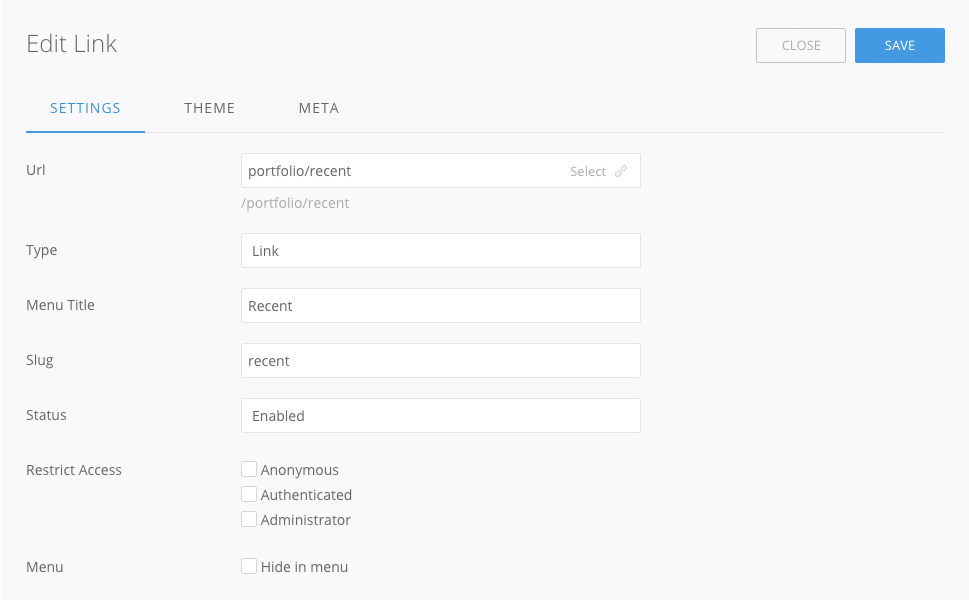 Edit Link
CLOSE
SAVE
SETTINGS
THEME
META
Url
portfolio/recent
Select
/portfolio/recent
Type
Link
Menu Title
Recent
Slug
recent
Status
Enabled
Restrict Access
Anonymous
Authenticated
Administrator
Menu
Hide in menu